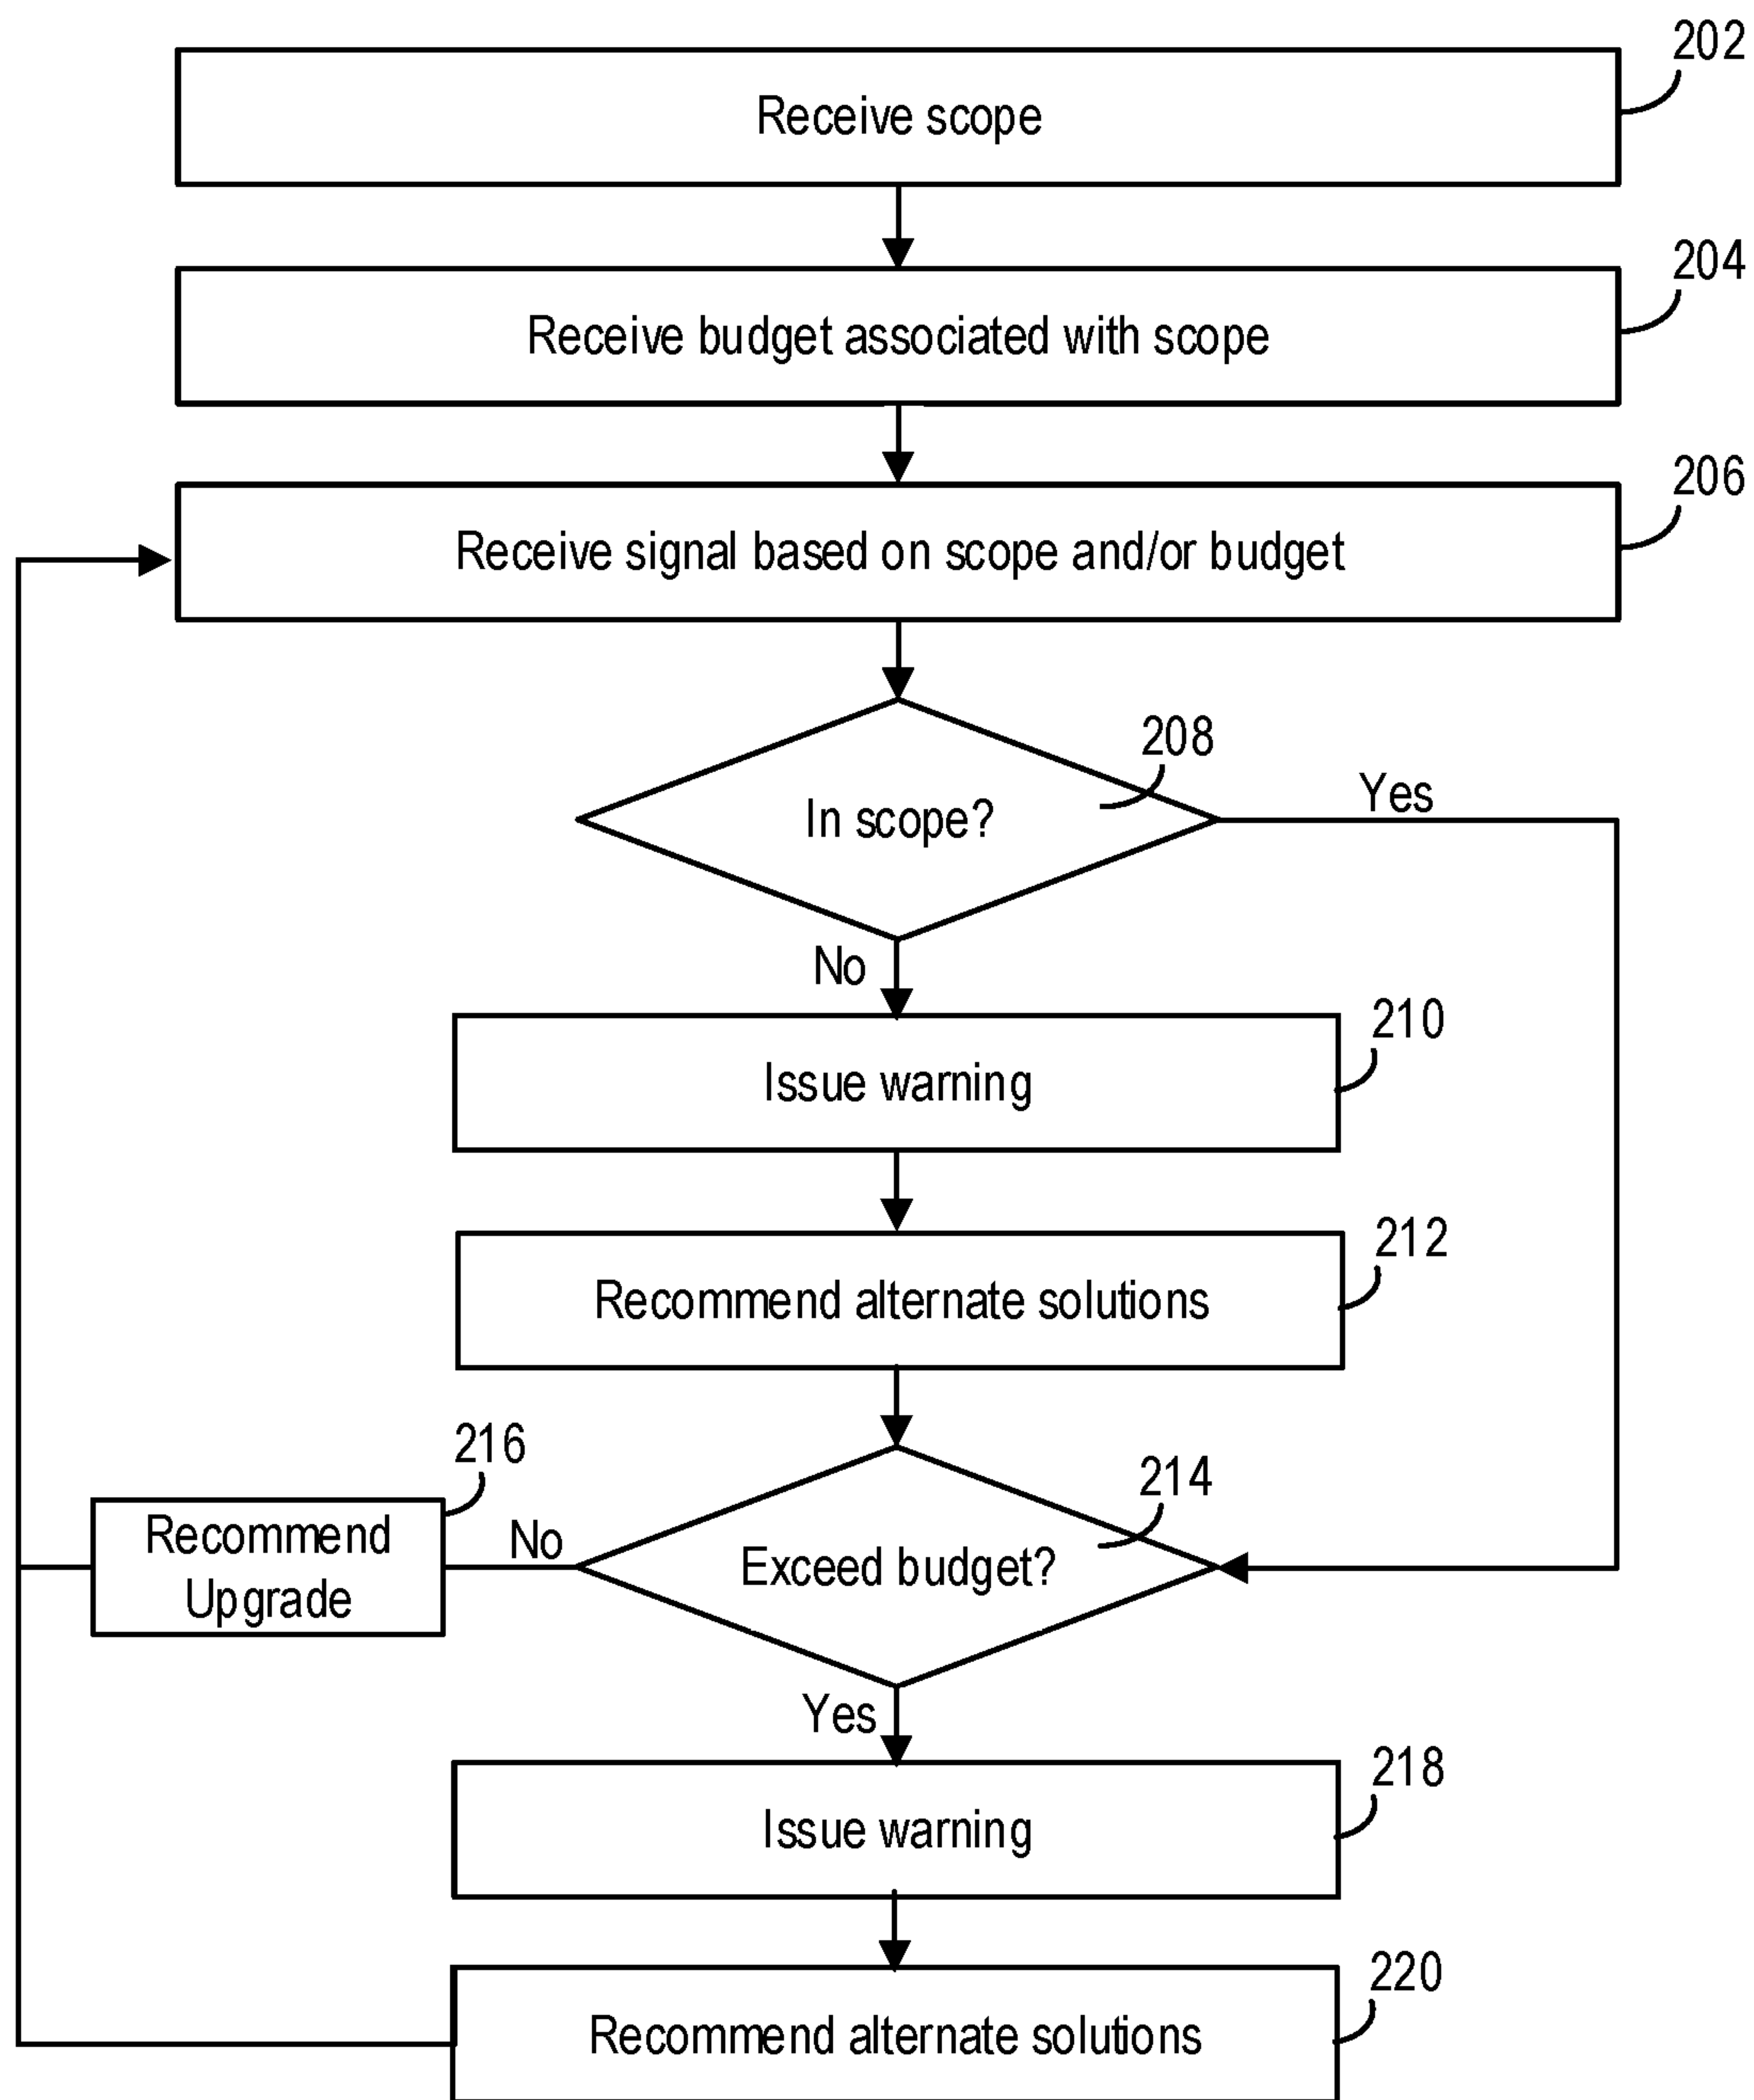 202
Receive scope
204
Receive budget associated with scope
206
Receive signal based on scope and/or budget
208
In scope?
Yes
No
210
Issue warning
212
Recommend alternate solutions
216
Recommend
Upgrade
No
214
Exceed budget?
Yes
218
Issue warning
220
Recommend alternate solutions